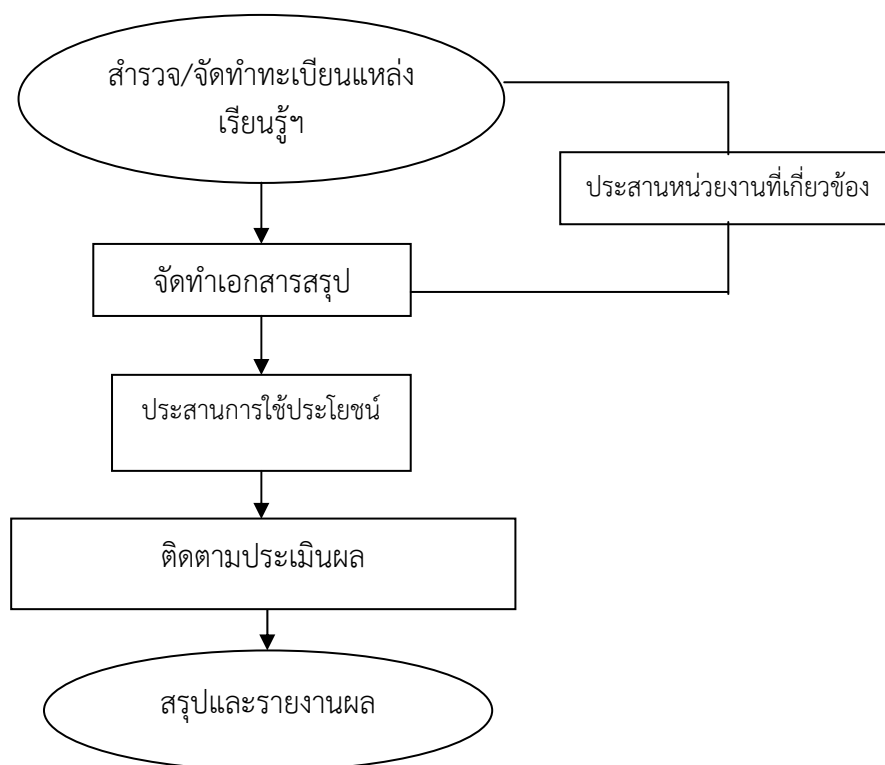 สำรวจ/จัดทำทะเบียนแหล่ง
เรียนรู้ฯ
ประสานหน่วยงานที่เกี่ยวข้อง
จัดทำเอกสารสรุป
ประสานการใช้ประโยชน์
ติดตามประเมินผล
สรุปและรายงานผล